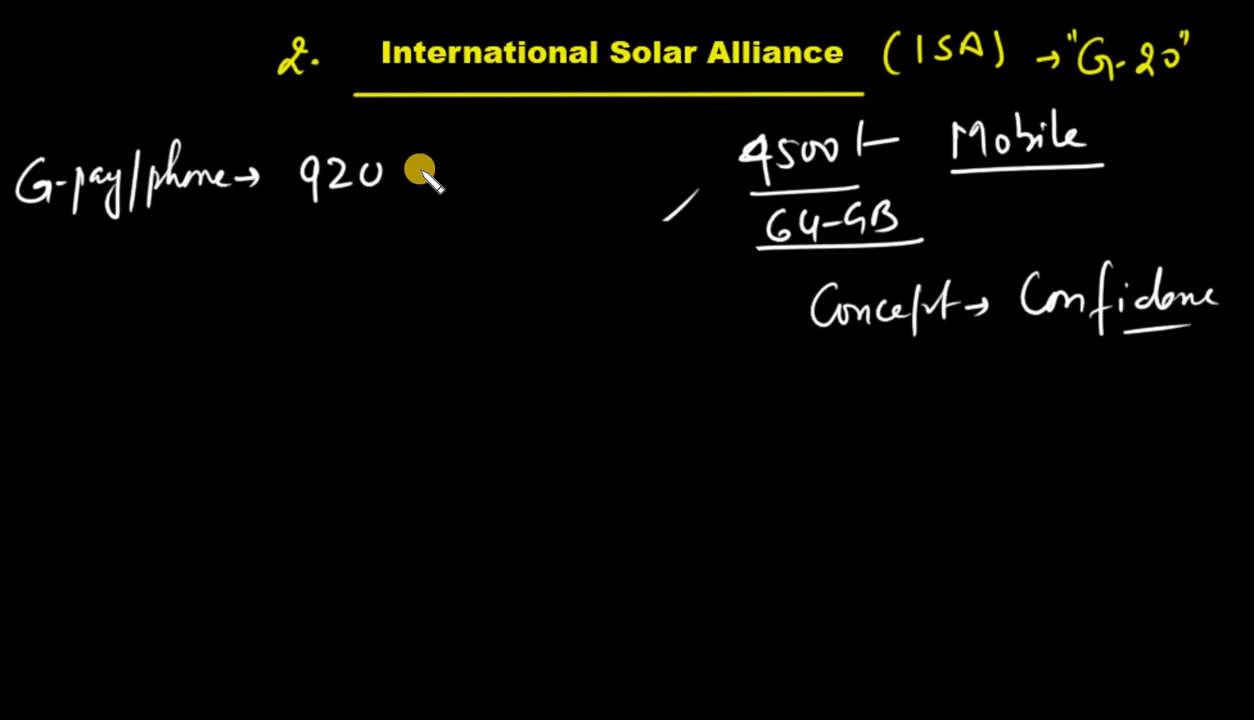 2. International Solar Alliance (ISA) → "G-20"
G-pay/phone → 920
4500/- Mobile
64-GB
Concept → Confidence